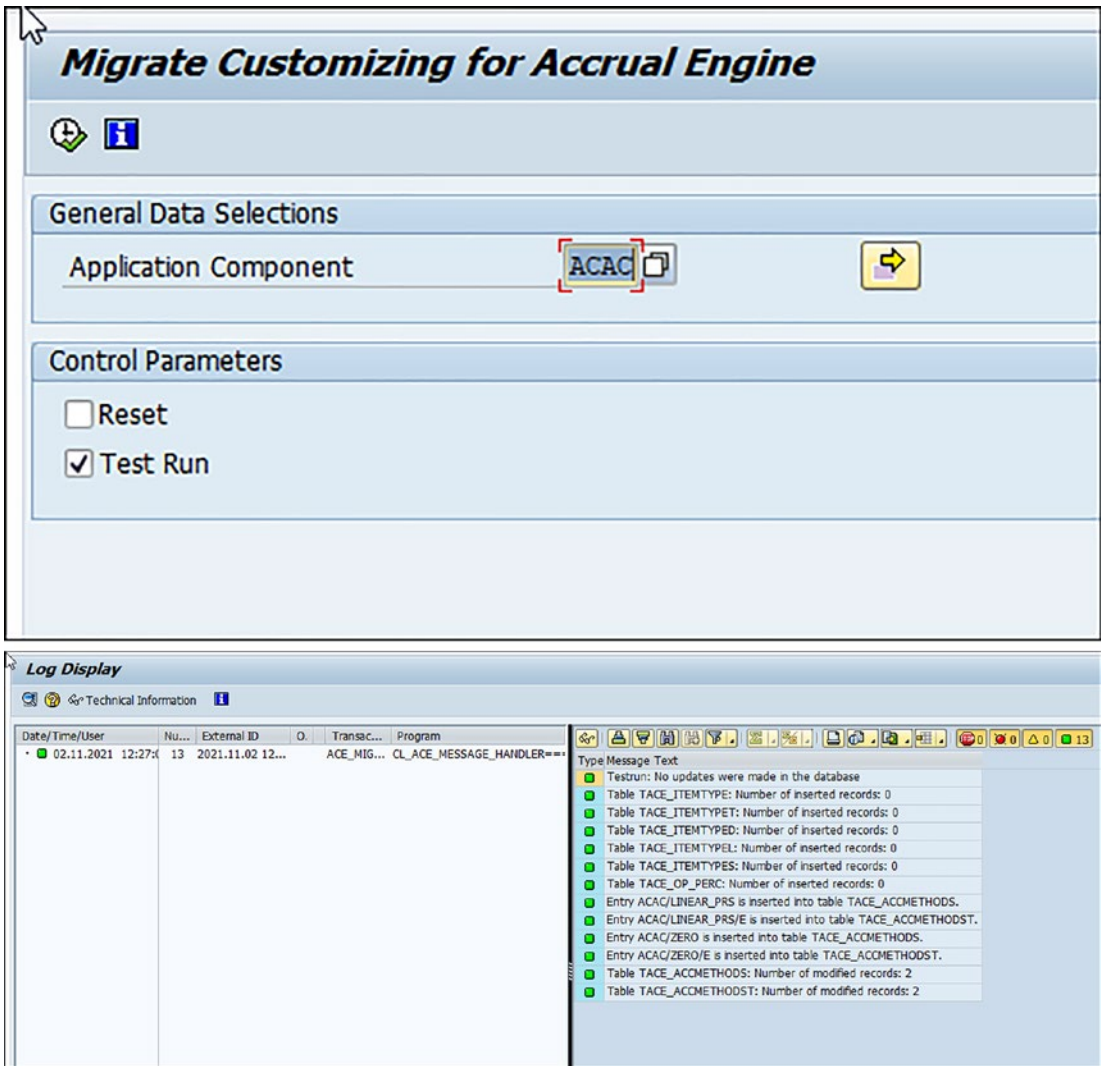 Migrate Customizing for Accrual Engine
General Data Selections
Application Component ACAC
Control Parameters
Reset
Test Run
Log Display
Technical Information
Date/Time/User Nu... External ID O. Transac... Program
02.11.2021 12:27:0 13 2021.11.02 12... ACE_MIG... CL_ACE_MESSAGE_HANDLER==
0 0 0 13
Type Message Text
Testrun: No updates were made in the database
Table TACE_ITEMTYPE: Number of inserted records: 0
Table TACE_ITEMTYPET: Number of inserted records: 0
Table TACE_ITEMTYPED: Number of inserted records: 0
Table TACE_ITEMTYPEL: Number of inserted records: 0
Table TACE_ITEMTYPES: Number of inserted records: 0
Table TACE_OP_PERC: Number of inserted records: 0
Entry ACAC/LINEAR_PRS is inserted into table TACE_ACCMETHODS.
Entry ACAC/LINEAR_PRS/E is inserted into table TACE_ACCMETHODST.
Entry ACAC/ZERO is inserted into table TACE_ACCMETHODS.
Entry ACAC/ZERO/E is inserted into table TACE_ACCMETHODST.
Table TACE_ACCMETHODS: Number of modified records: 2
Table TACE_ACCMETHODST: Number of modified records: 2